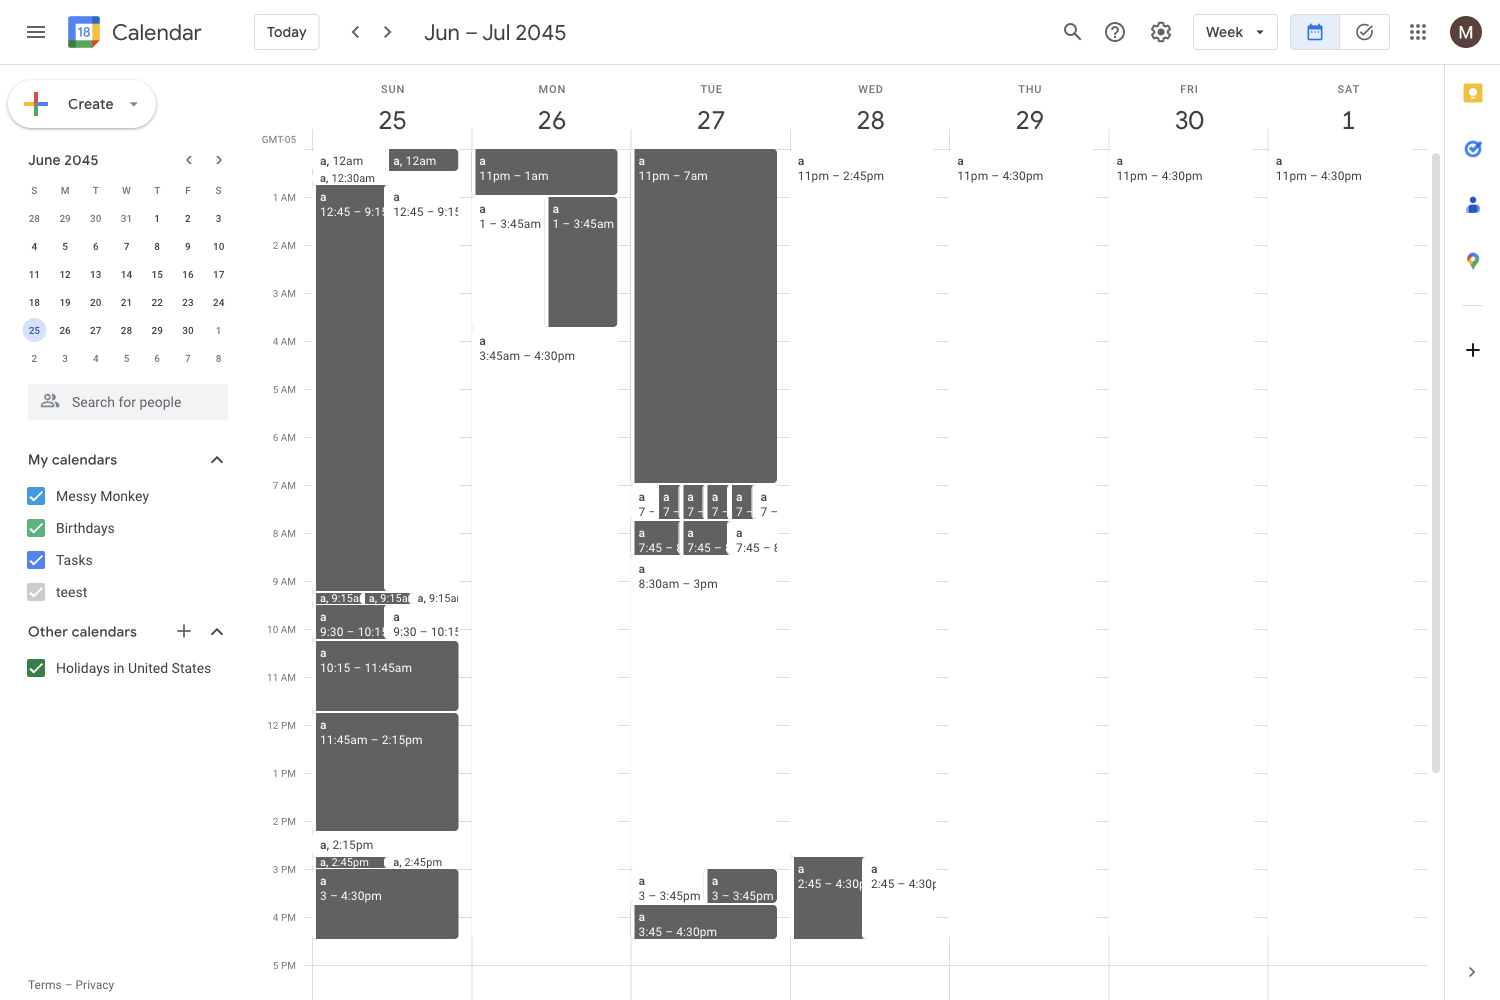 18 Calendar
Today
Jun – Jul 2045
Week
M
Create
June 2045
S M T W T F S
28 29 30 31 1 2 3
4 5 6 7 8 9 10
11 12 13 14 15 16 17
18 19 20 21 22 23 24
25 26 27 28 29 30 1
2 3 4 5 6 7 8
Search for people
My calendars
Messy Monkey
Birthdays
Tasks
teest
Other calendars
Holidays in United States
Terms – Privacy
SUN MON TUE WED THU FRI SAT
25 26 27 28 29 30 1
GMT-05
1 AM
2 AM
3 AM
4 AM
5 AM
6 AM
7 AM
8 AM
9 AM
10 AM
11 AM
12 PM
1 PM
2 PM
3 PM
4 PM
5 PM
a, 12am
a, 12am
a, 12:30am
a
12:45 – 9:15
a
12:45 – 9:15
a, 9:15a
a, 9:15a
a, 9:15a
a
9:30 – 10:15
a
9:30 – 10:15
a
10:15 – 11:45am
a
11:45am – 2:15pm
a, 2:15pm
a, 2:45pm
a, 2:45pm
a
3 – 4:30pm
a
11pm – 1am
a
1 – 3:45am
a
1 – 3:45am
a
3:45am – 4:30pm
a
11pm – 7am
a
7 –
a
7 –
a
7 –
a
7 –
a
7 –
a
7 –
a
7:45 – 8
a
7:45 – 8
a
7:45 – 8
a
8:30am – 3pm
a
3 – 3:45pm
a
3 – 3:45pm
a
3:45 – 4:30pm
a
11pm – 2:45pm
a
2:45 – 4:30p
a
2:45 – 4:30p
a
11pm – 4:30pm
a
11pm – 4:30pm
a
11pm – 4:30pm